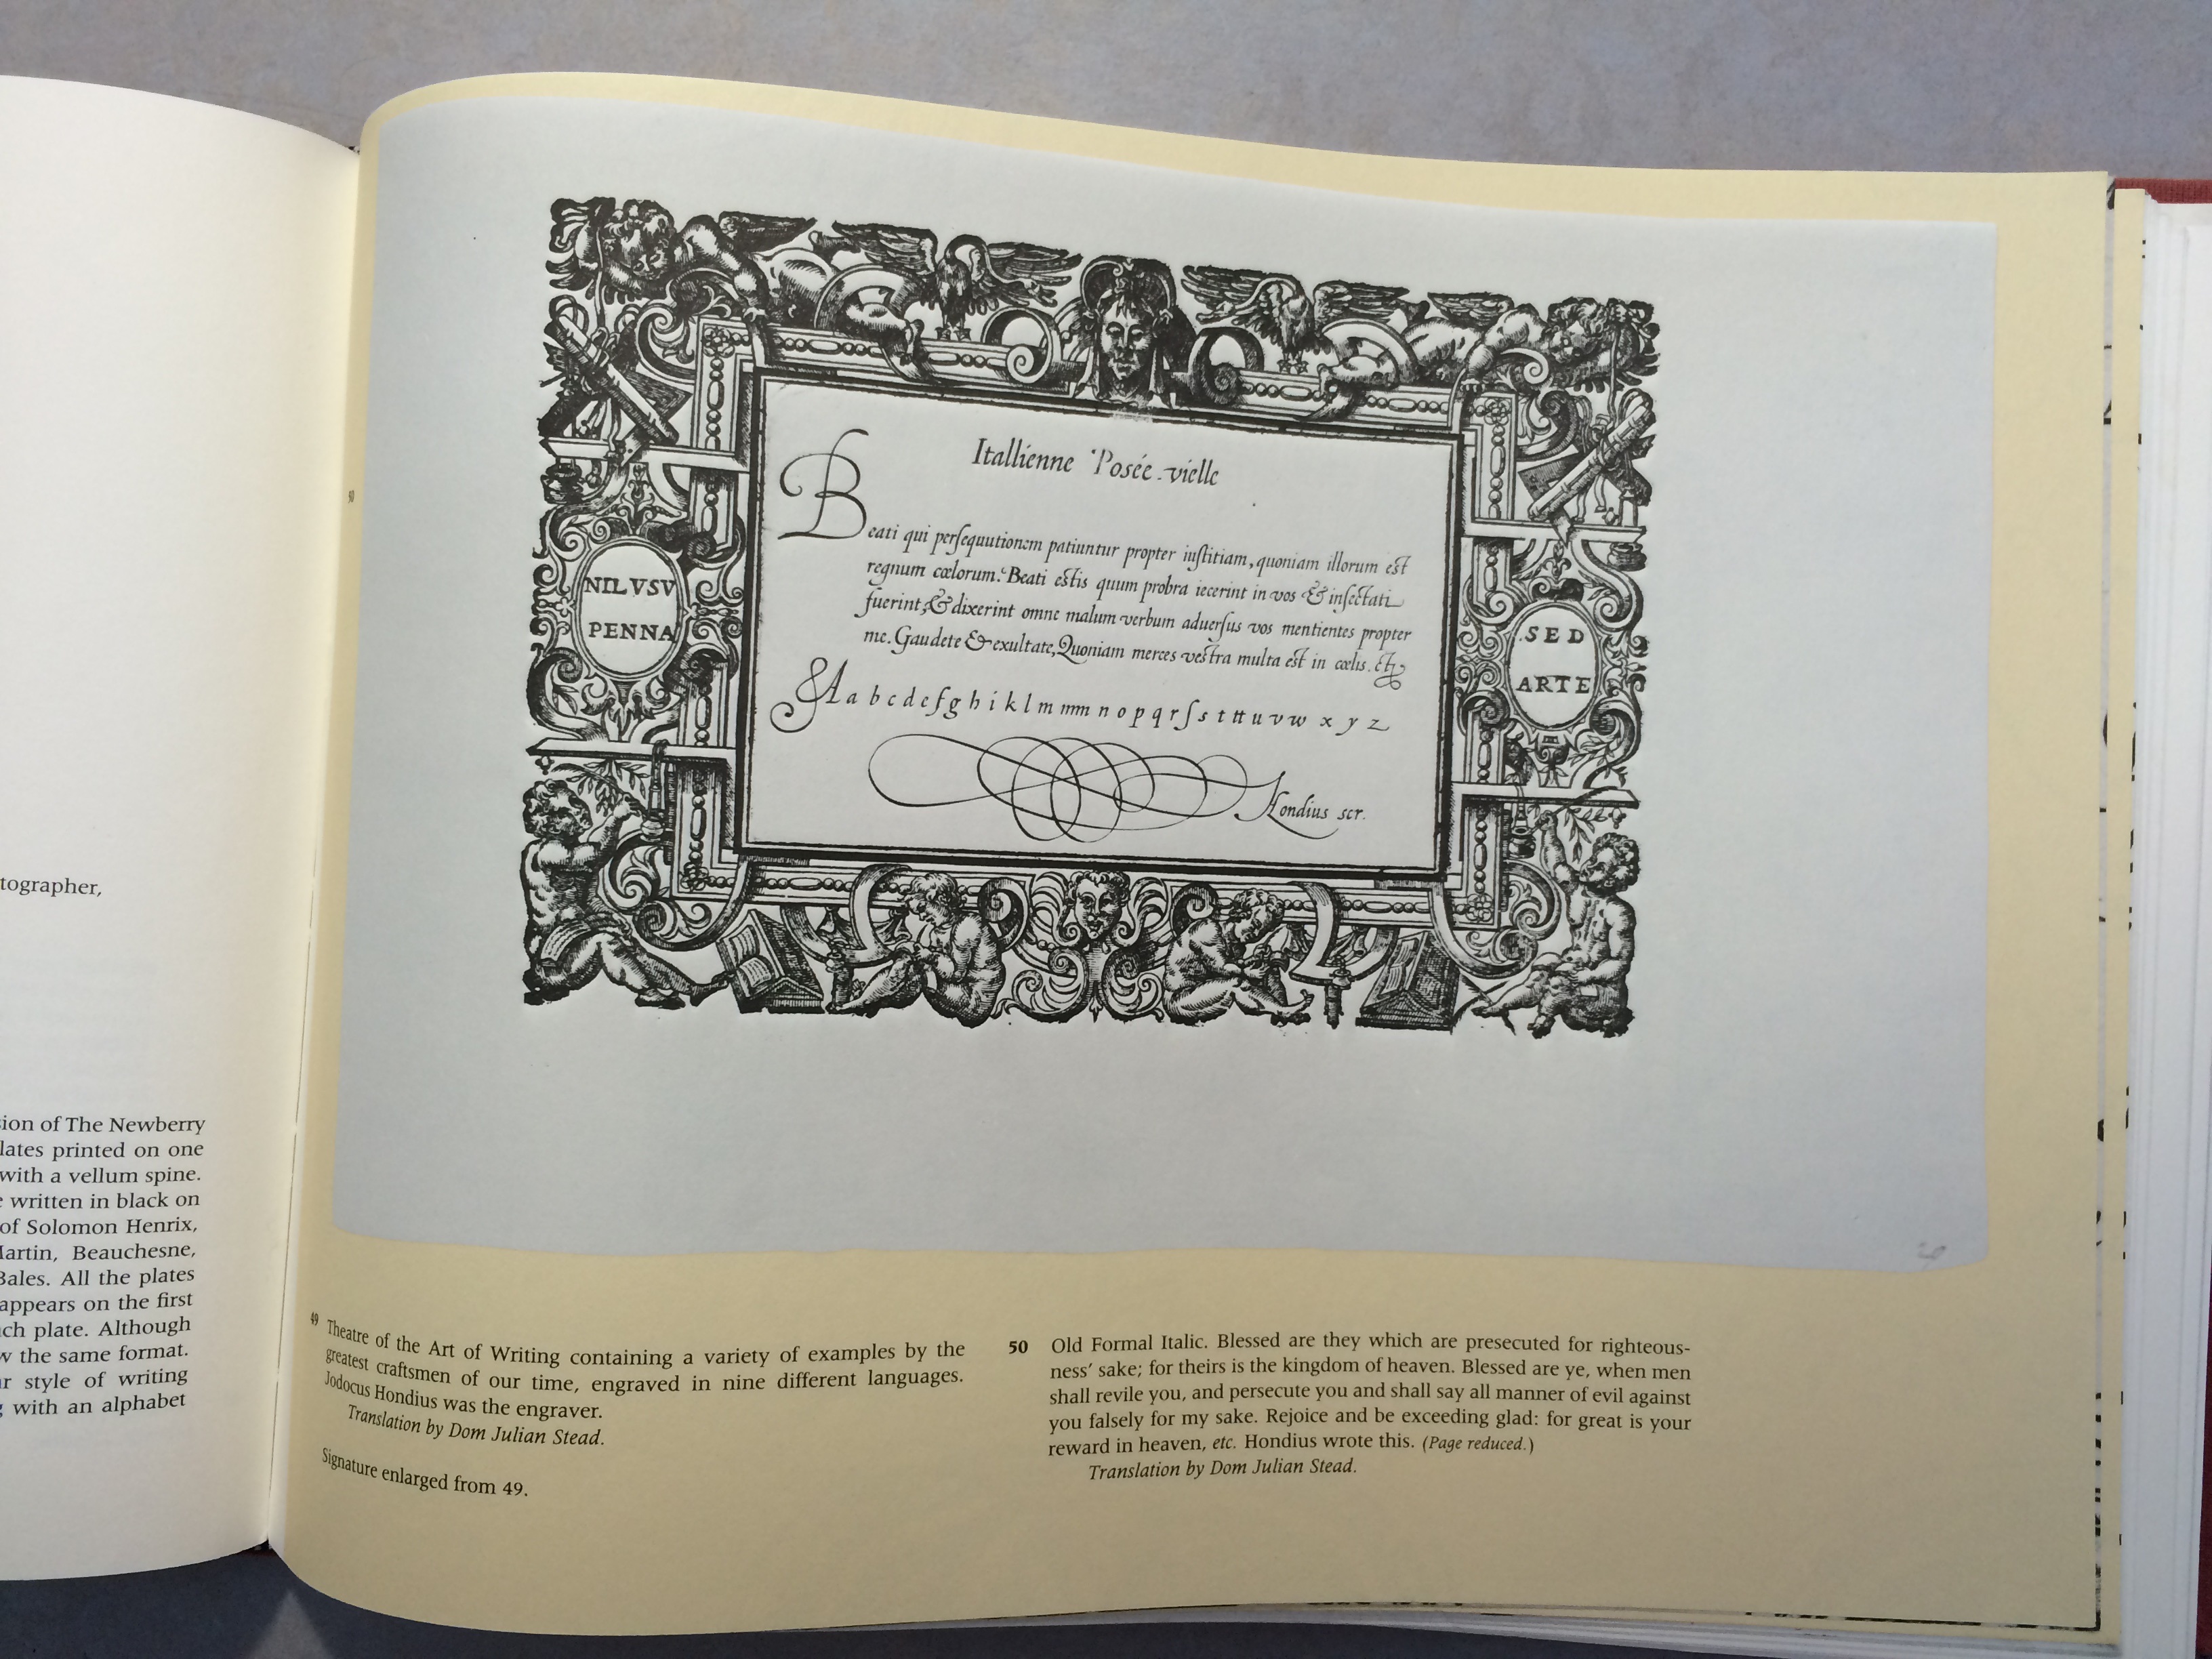 tographer,
sion of The Newberry
lates printed on one
with a vellum spine.
written in black on
of Solomon Henrix,
Martin, Beauchesne,
Bales. All the plates
appears on the first
ch plate. Although
w the same format.
r style of writing
with an alphabet
50
Itallienne Posée vielle
Beati qui perſequutionem patiuntur propter iuſtitiam, quoniam illorum est
regnum cœlorum. Beati estis quum probra iecerint in vos & inſectati
fuerint, & dixerint omne malum verbum aduerſus vos mentientes propter
me. Gaudete & exultate, Quoniam merces vestra multa est in cœlis. Etz
A a b c d e f g h i k l m mm n o p q r ſ s t tt u v w x y z
Hondius scr.
NIL VSV
PENNA
SED
ARTE
49 Theatre of the Art of Writing containing a variety of examples by the
greatest craftsmen of our time, engraved in nine different languages.
Jodocus Hondius was the engraver.
Translation by Dom Julian Stead.
Signature enlarged from 49.
50 Old Formal Italic. Blessed are they which are presecuted for righteous-
ness' sake; for theirs is the kingdom of heaven. Blessed are ye, when men
shall revile you, and persecute you and shall say all manner of evil against
you falsely for my sake. Rejoice and be exceeding glad: for great is your
reward in heaven, etc. Hondius wrote this. (Page reduced.)
Translation by Dom Julian Stead.